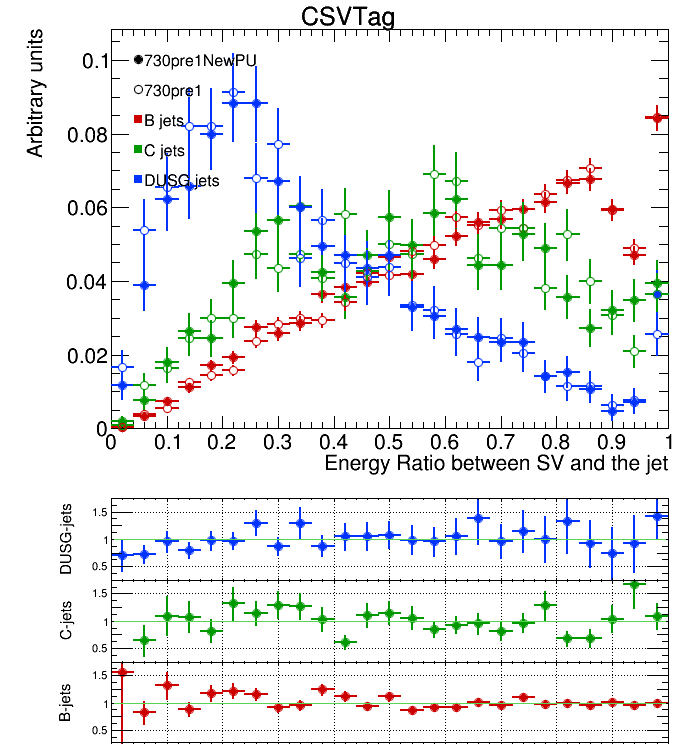 CSVTag
Arbitrary units
0.1
0.08
0.06
0.04
0.02
0
730pre1NewPU
730pre1
B jets
C jets
DUSG jets
0 0.1 0.2 0.3 0.4 0.5 0.6 0.7 0.8 0.9 1
Energy Ratio between SV and the jet
DUSG-jets
1.5
1
0.5
C-jets
1.5
1
0.5
B-jets
1.5
1
0.5